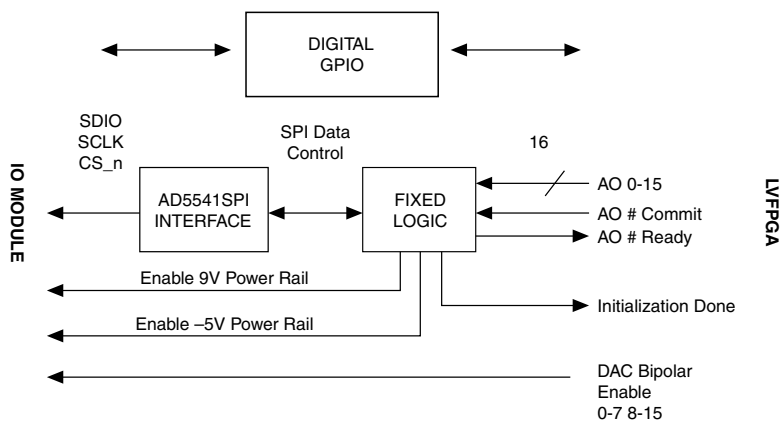 DIGITAL
GPIO
SDIO
SCLK
CS_n
SPI Data
Control
16
IO MODULE
AD5541SPI
INTERFACE
FIXED
LOGIC
AO 0-15
AO # Commit
AO # Ready
LVFPGA
Enable 9V Power Rail
Initialization Done
Enable –5V Power Rail
DAC Bipolar
Enable
0-7 8-15